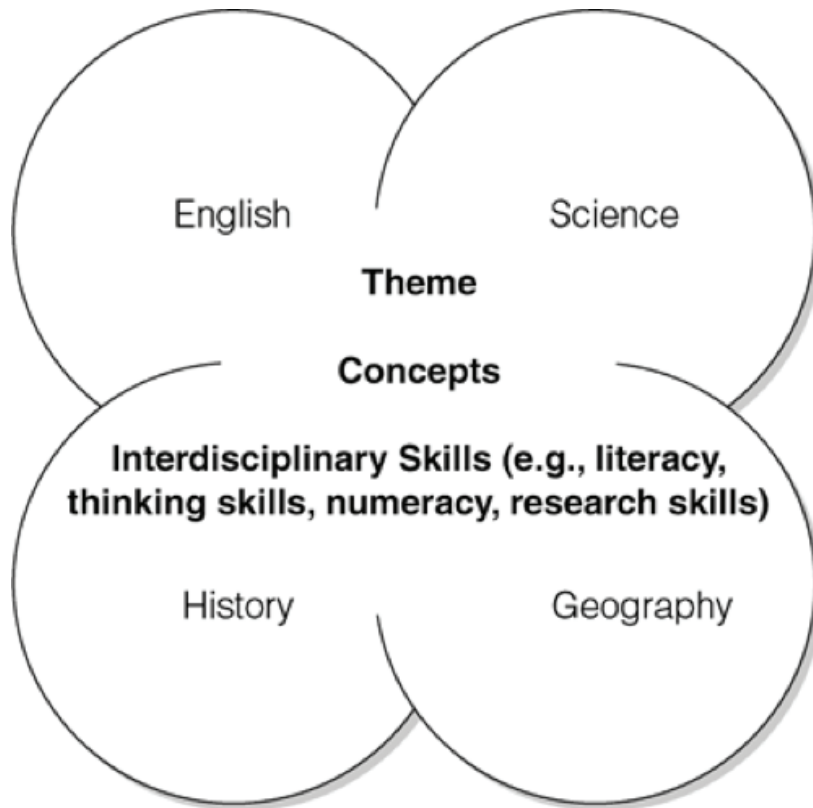 English
Science
Theme
Concepts
Interdisciplinary Skills (e.g., literacy,
thinking skills, numeracy, research skills)
History
Geography